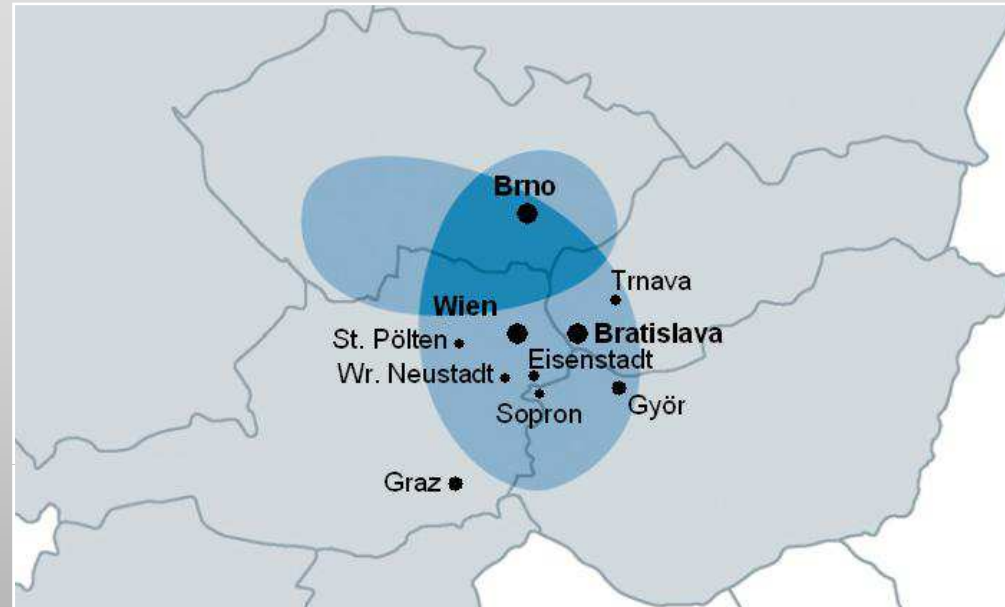 Brno
Trnava
Wien
Bratislava
St. Pölten
Eisenstadt
Wr. Neustadt
Sopron
Györ
Graz